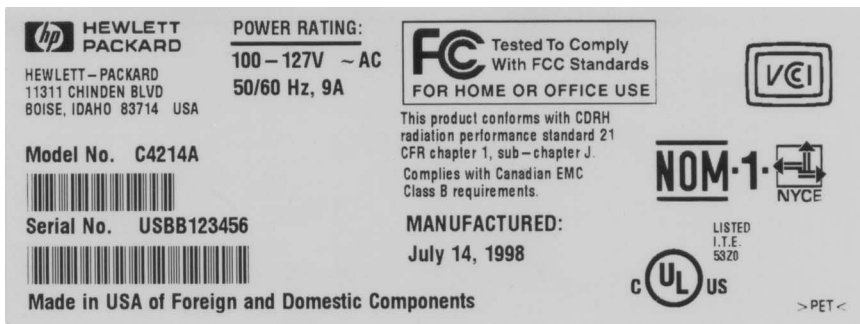 hp HEWLETT
PACKARD
HEWLETT-PACKARD
11311 CHINDEN BLVD
BOISE, IDAHO 83714 USA
Model No. C4214A
Serial No. USBB123456
Made in USA of Foreign and Domestic Components
POWER RATING:
100-127V ~ AC
50/60 Hz, 9A
FC Tested To Comply
With FCC Standards
FOR HOME OR OFFICE USE
This product conforms with CDRH
radiation performance standard 21
CFR chapter 1, sub-chapter J.
Complies with Canadian EMC
Class B requirements.
MANUFACTURED:
July 14, 1998
VCI
NOM-1-
NYCE
LISTED
I.T.E.
53Z0
C UL US
>PET<